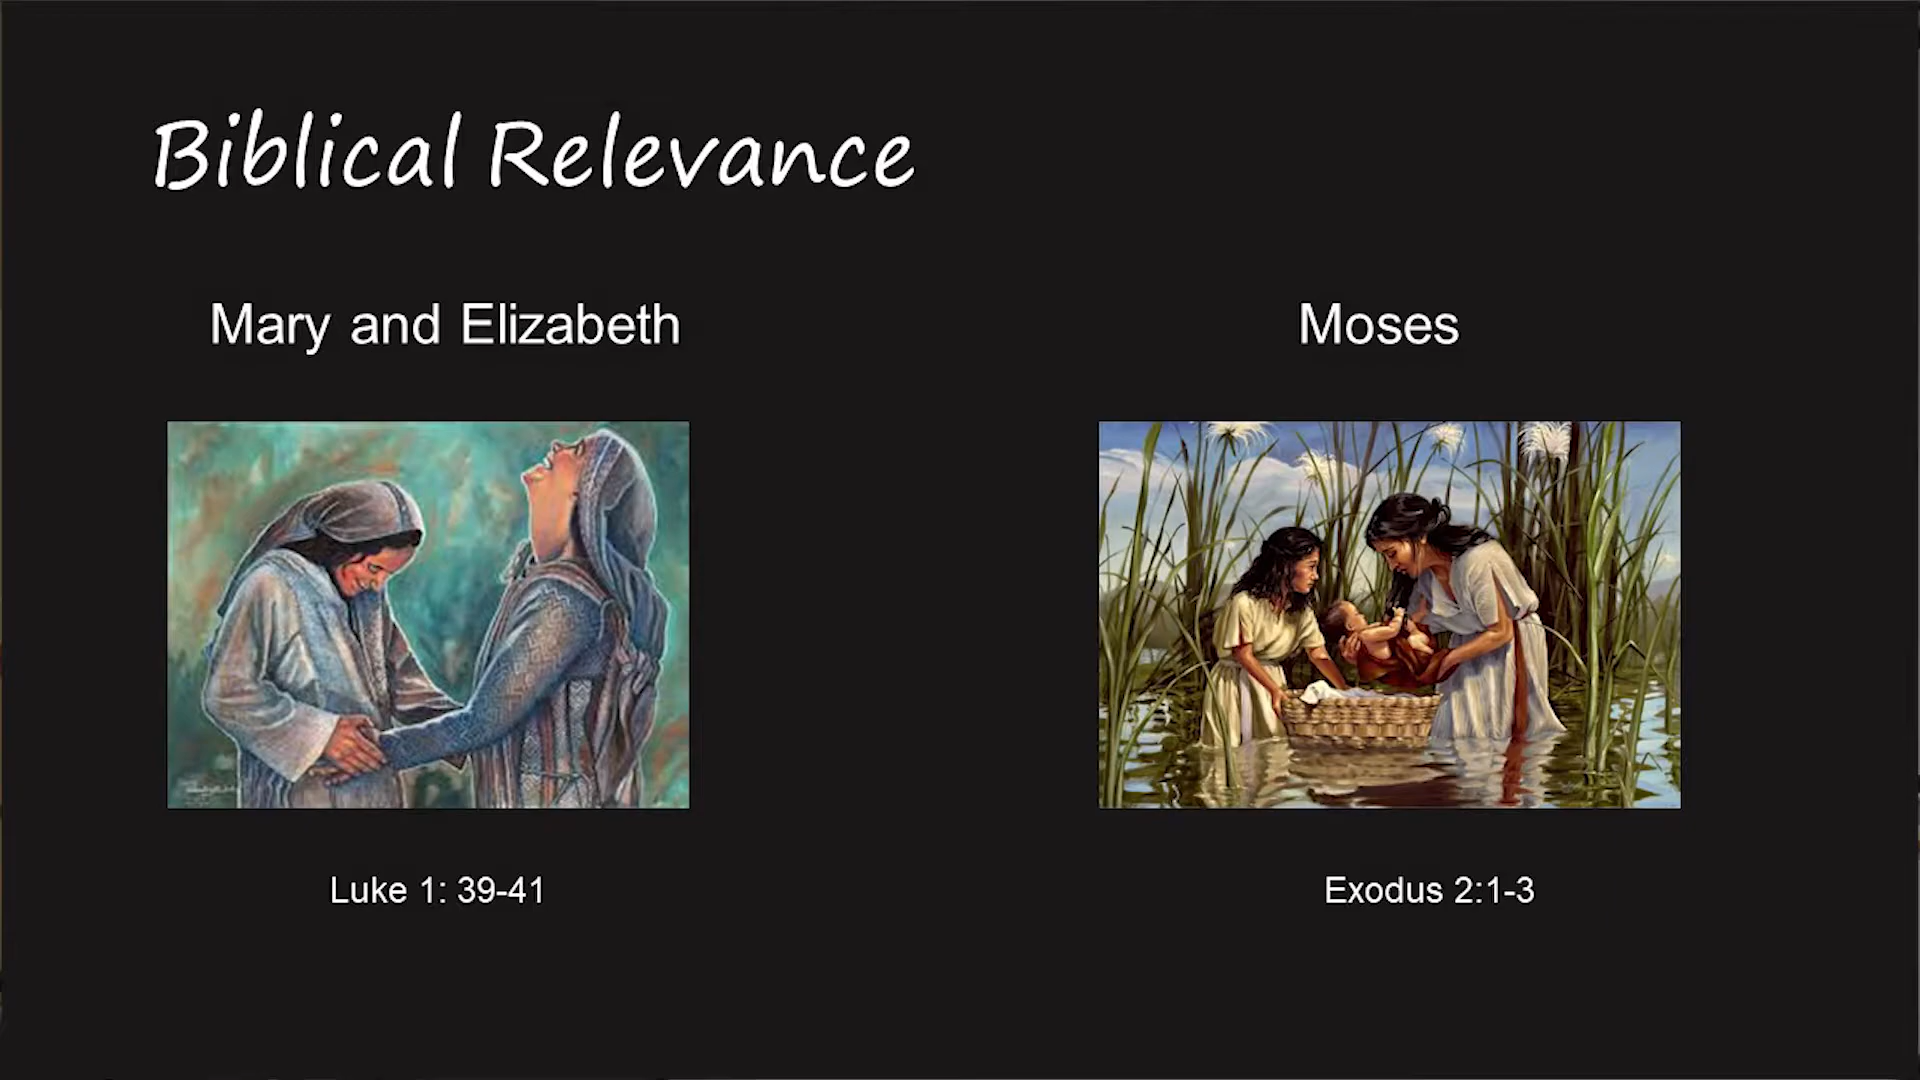 Biblical Relevance
Mary and Elizabeth
Moses
Luke 1: 39-41
Exodus 2:1-3